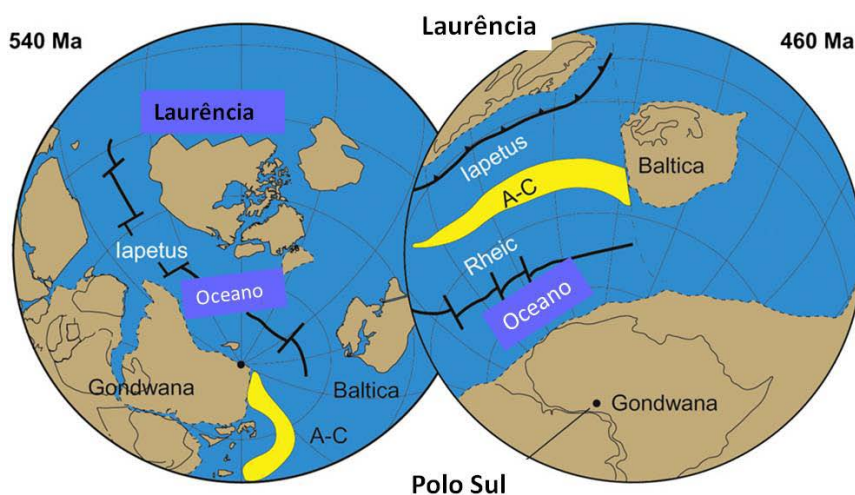 540 Ma
Laurência
Iapetus
Oceano
Gondwana
Baltica
A-C
Laurência
460 Ma
Iapetus
Baltica
A-C
Rheic
Oceano
Gondwana
Polo Sul